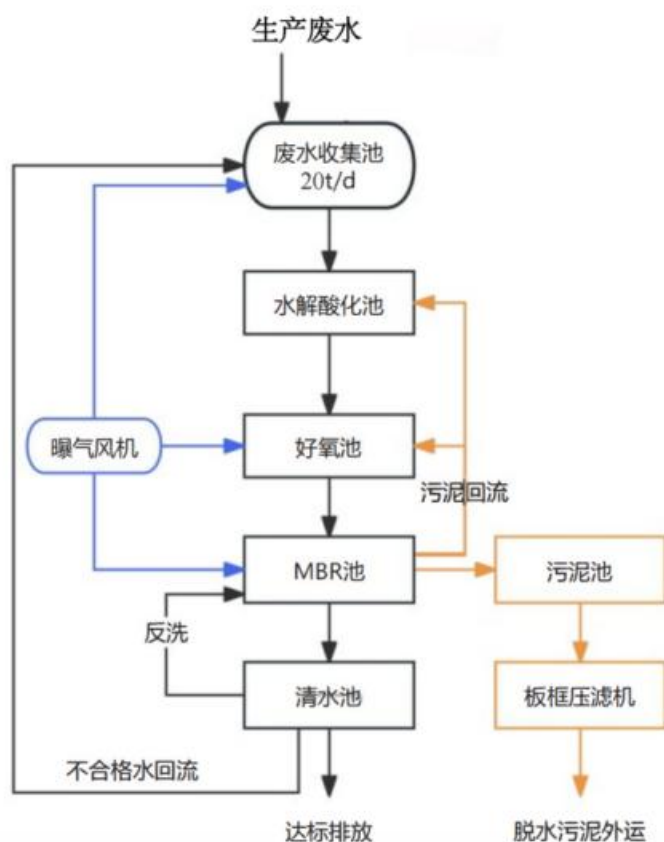 生产废水
废水收集池
20t/d
水解酸化池
曝气风机
好氧池
污泥回流
MBR池
污泥池
反洗
清水池
板框压滤机
不合格水回流
达标排放
脱水污泥外运